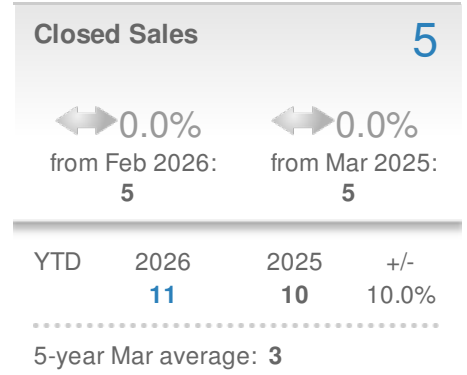 Closed Sales 5
0.0% 0.0%
from Feb 2026: from Mar 2025:
5 5
YTD 2026 2025 +/-
11 10 10.0%
5-year Mar average: 3